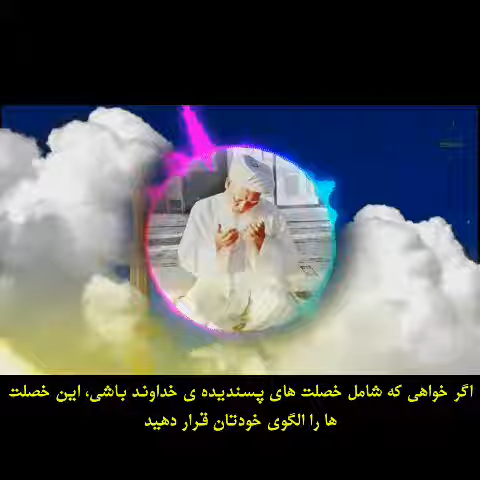 اگر خواهی که شامل خصلت های پسندیده ی خداوند باشی، این خصلت
ها را الگوی خودتان قرار دهید